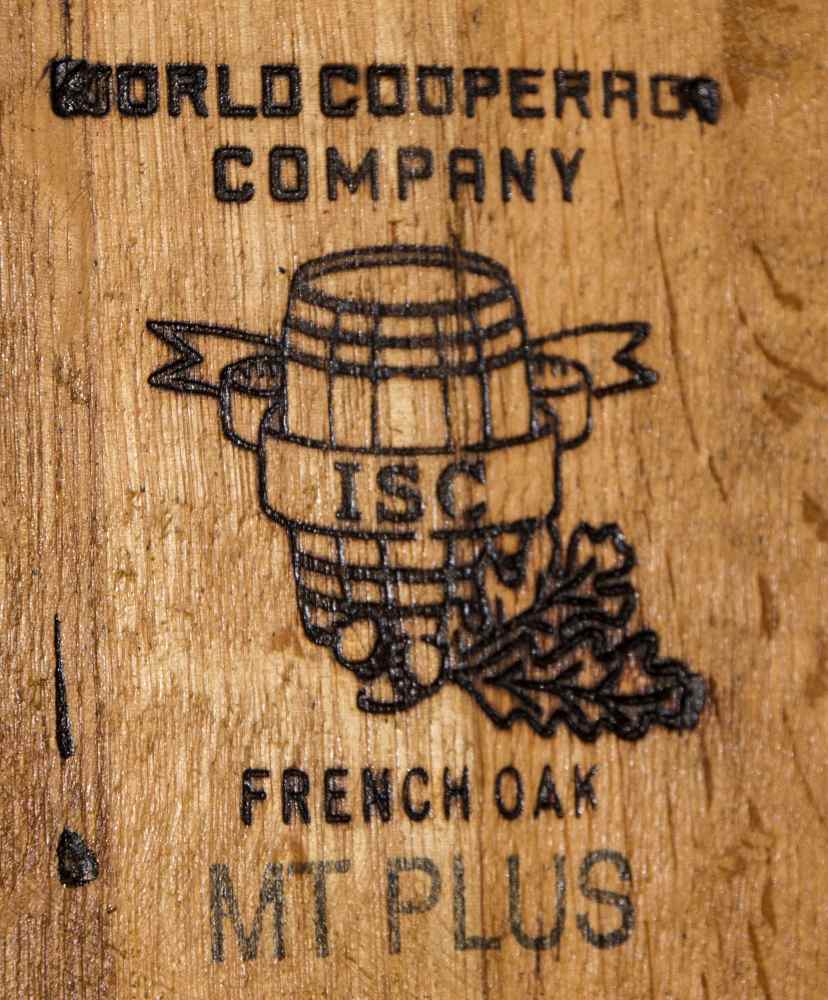 WORLD COOPERAGE
COMPANY
ISC
FRENCH OAK
MT PLUS